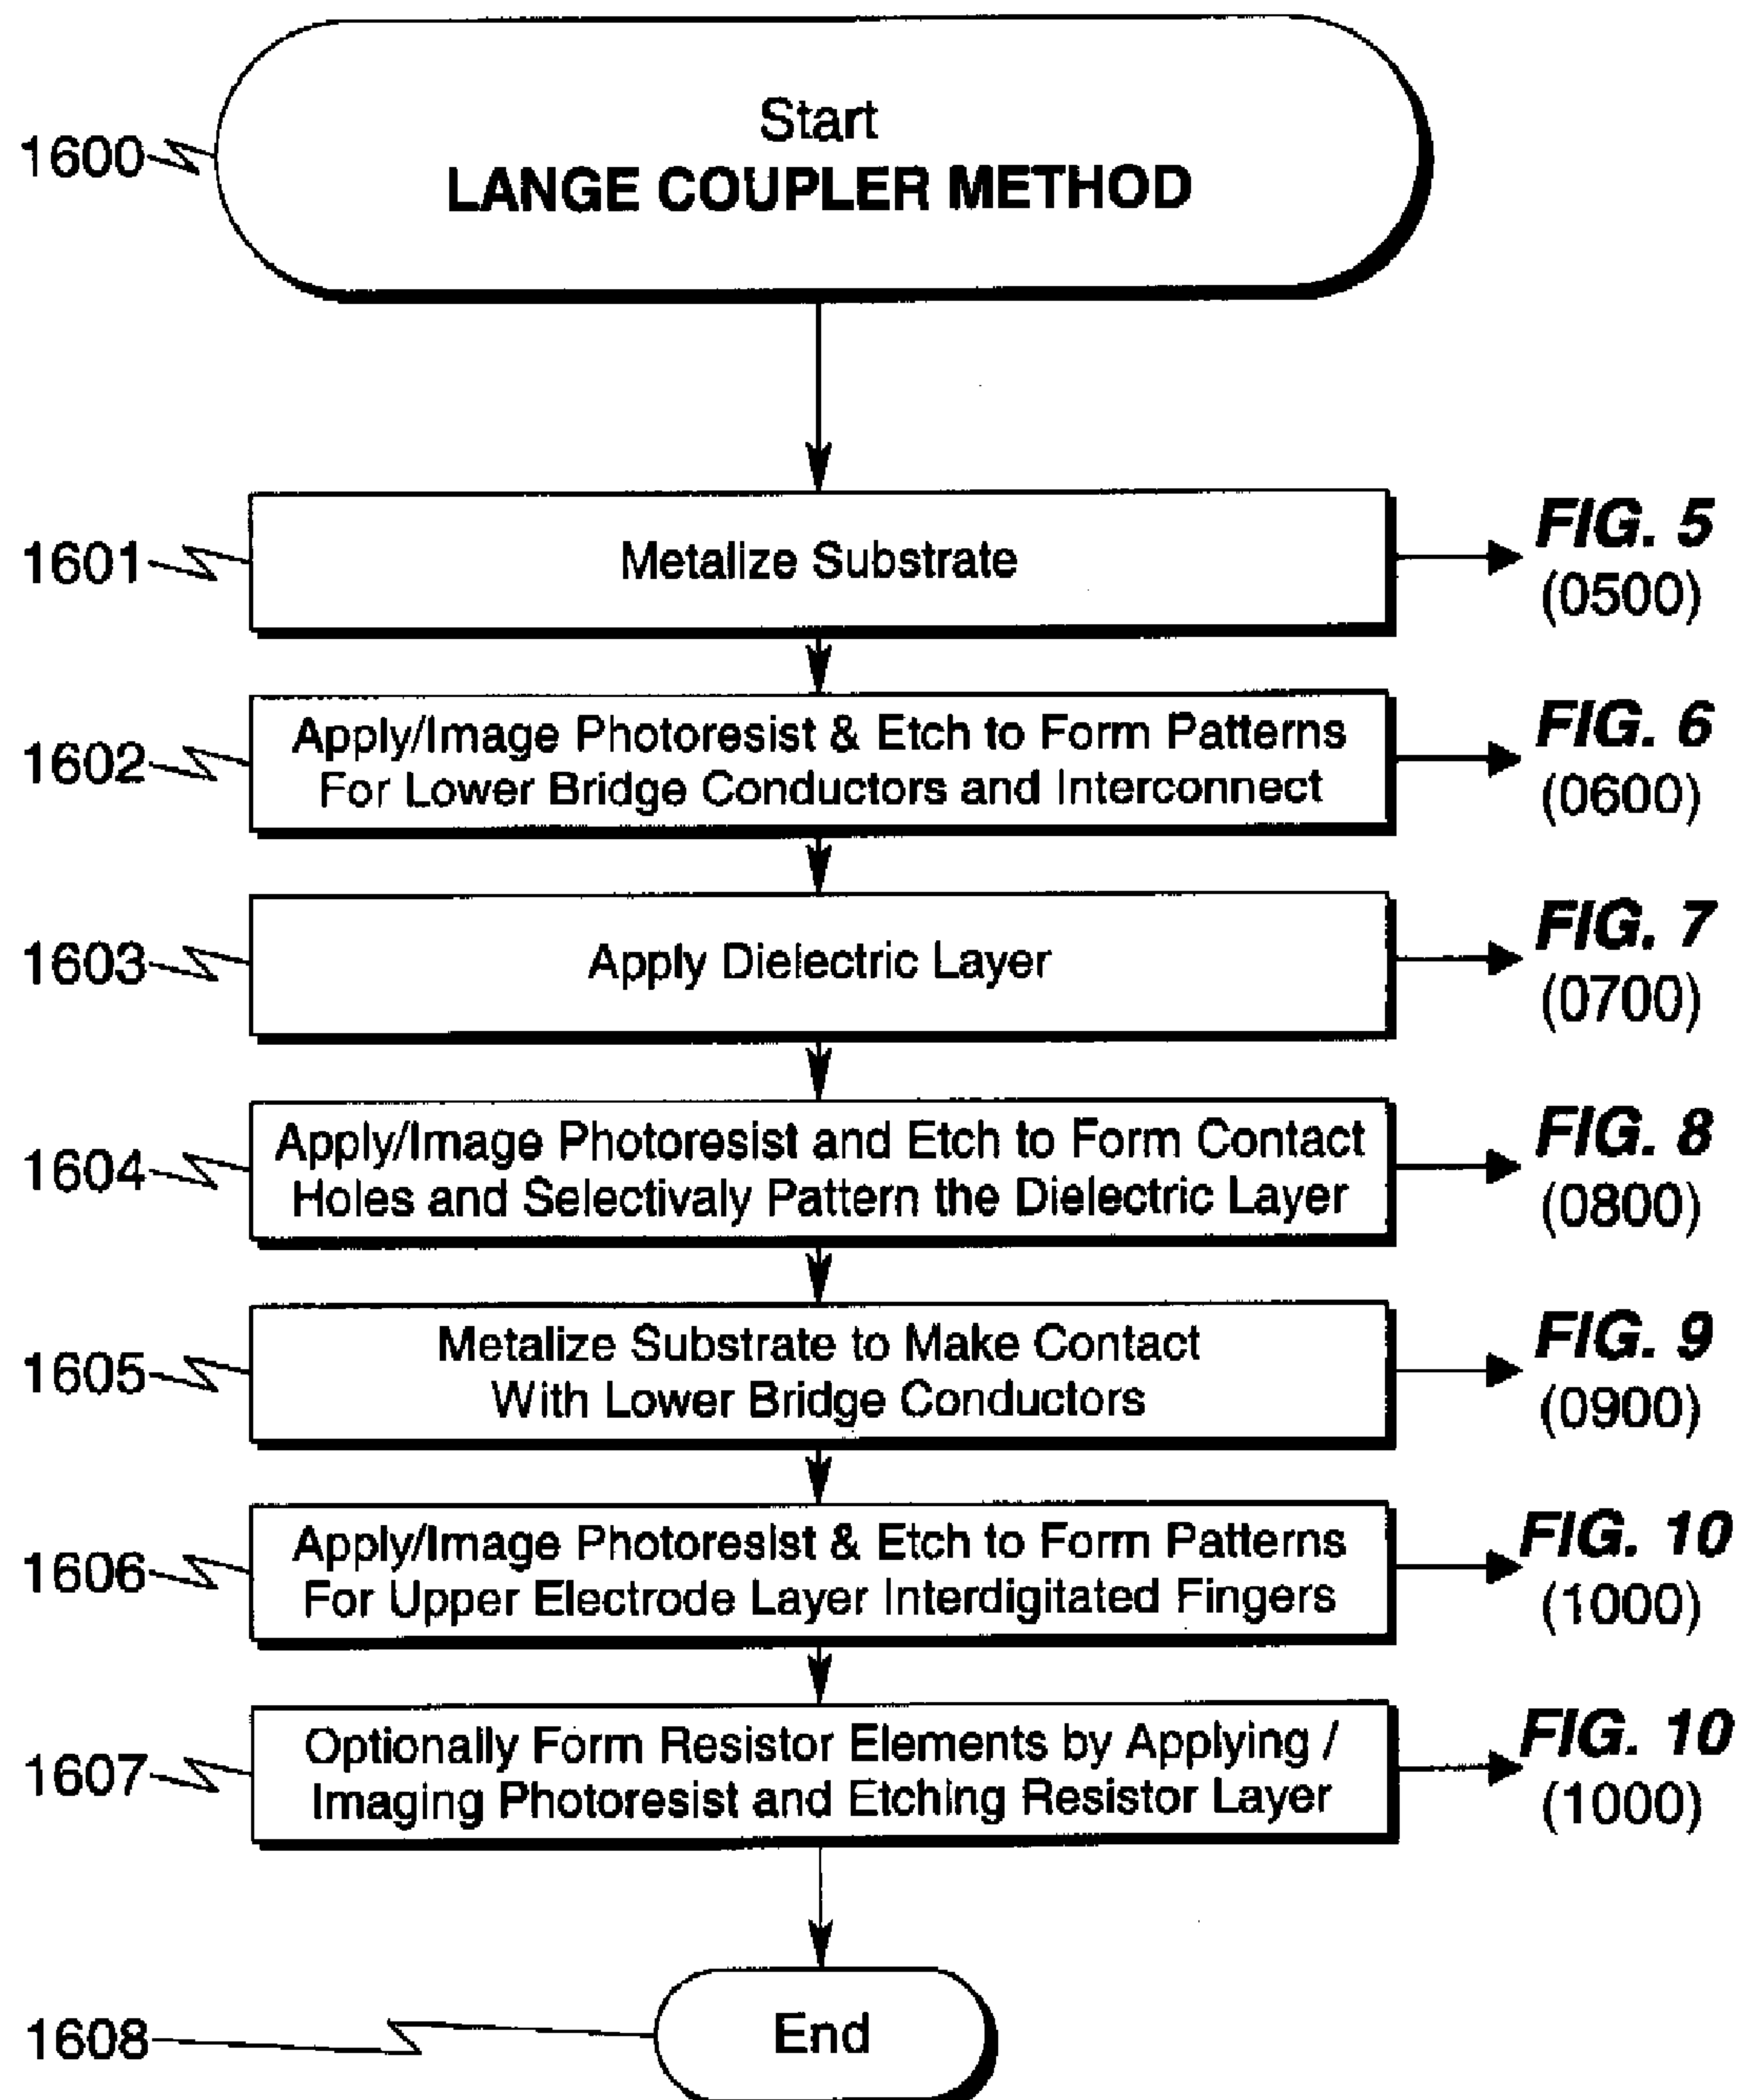 Start
1600
LANGE COUPLER METHOD
1601
Metalize Substrate
FIG. 5
(0500)
1602
Apply/Image Photoresist & Etch to Form Patterns
For Lower Bridge Conductors and Interconnect
FIG. 6
(0600)
1603
Apply Dielectric Layer
FIG. 7
(0700)
1604
Apply/Image Photoresist and Etch to Form Contact
Holes and Selectivaly Pattern the Dielectric Layer
FIG. 8
(0800)
1605
Metalize Substrate to Make Contact
With Lower Bridge Conductors
FIG. 9
(0900)
1606
Apply/Image Photoresist & Etch to Form Patterns
For Upper Electrode Layer Interdigitated Fingers
FIG. 10
(1000)
1607
Optionally Form Resistor Elements by Applying /
Imaging Photoresist and Etching Resistor Layer
FIG. 10
(1000)
1608
End